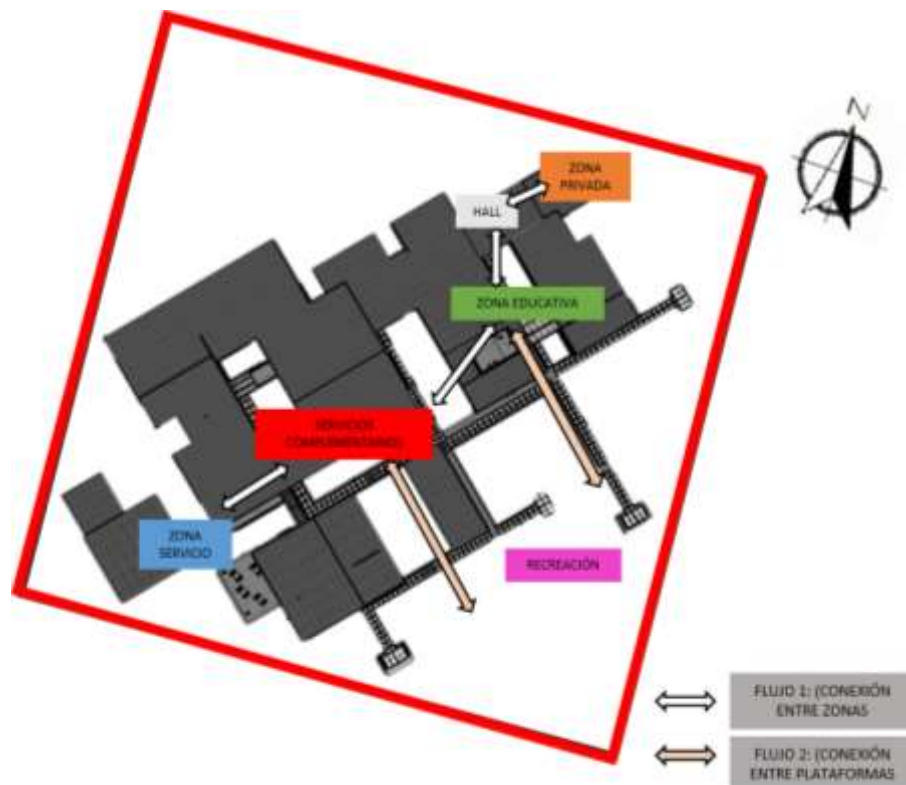 N
ZONA
PRIVADA
HALL
ZONA EDUCATIVA
SERVICIOS
COMPLEMENTARIOS
ZONA
SERVICIO
RECREACIÓN
FLUJO 1: (CONEXIÓN
ENTRE ZONAS
FLUJO 2: (CONEXIÓN
ENTRE PLATAFORMAS